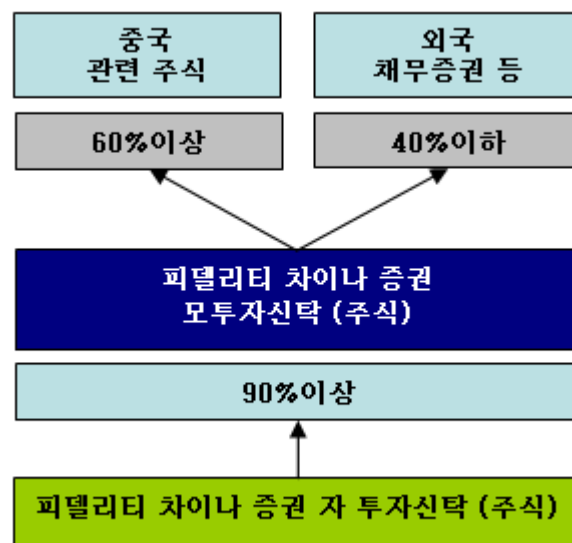 중국
관련 주식
외국
채무증권 등
60%이상
40%이하
피델리티 차이나 증권
모투자신탁 (주식)
90%이상
피델리티 차이나 증권 자 투자신탁 (주식)